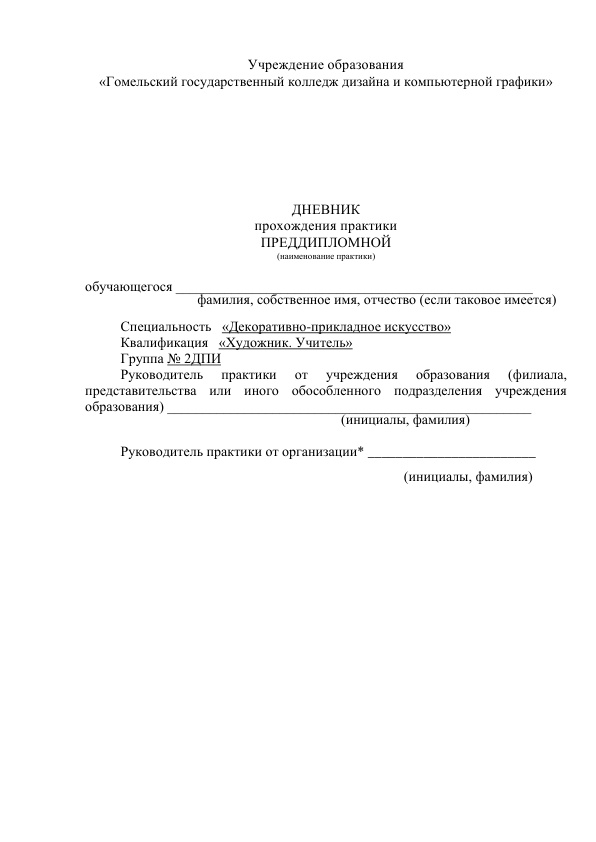 Учреждение образования
«Гомельский государственный колледж дизайна и компьютерной графики»
ДНЕВНИК
прохождения практики
ПРЕДДИПЛОМНОЙ
(наименование практики)
обучающегося ___________________________________________________
фамилия, собственное имя, отчество (если таковое имеется)
Специальность «Декоративно-прикладное искусство»
Квалификация «Художник. Учитель»
Группа № 2ДПИ
Руководитель практики от учреждения образования (филиала,
представительства или иного обособленного подразделения учреждения
образования) ____________________________________________________
(инициалы, фамилия)
Руководитель практики от организации* ________________________
(инициалы, фамилия)